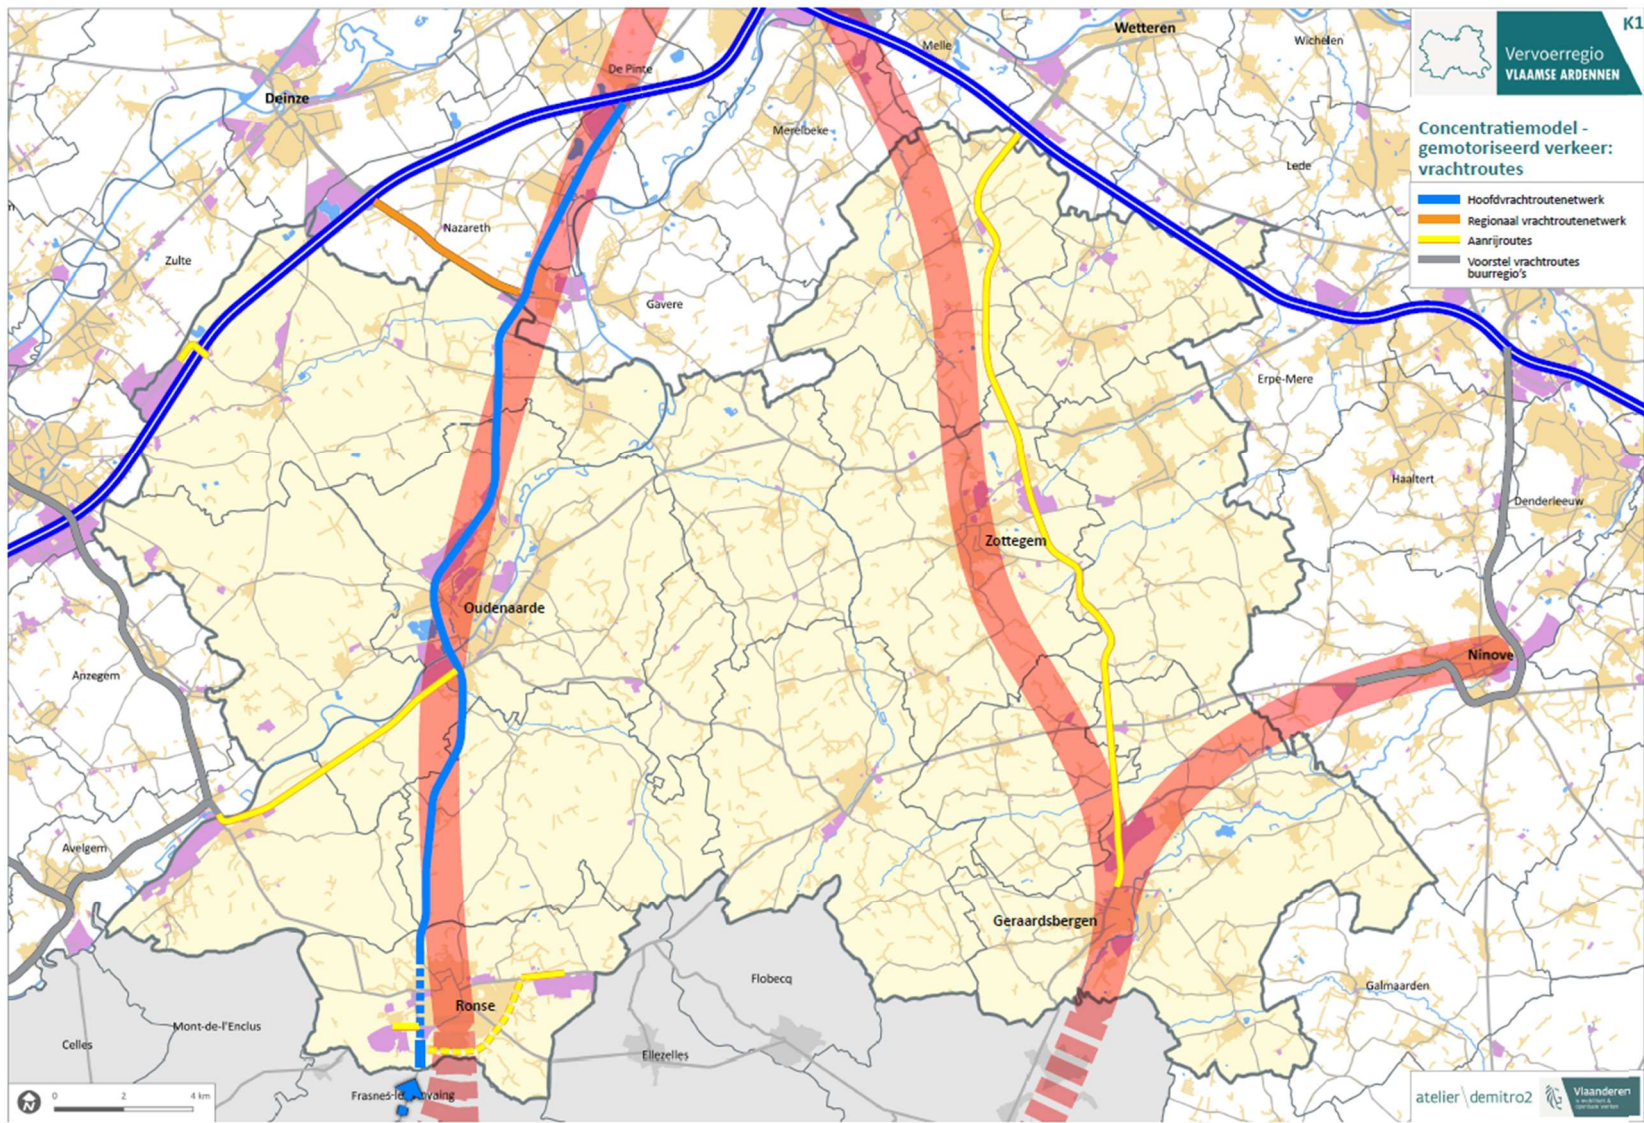 K1
Vervoerregio
VLAAMSE ARDENNEN
Concentratiemodel -
gemotoriseerd verkeer:
vrachtroutes
Hoofdvrachtroutenetwerk
Regionaal vrachtroutenetwerk
Aanrijroutes
Voorstel vrachtroutes
buurregio's
Wetteren
Wichelen
Melle
De Pinte
Deinze
Merelbeke
Lede
Nazareth
Zulte
Gavere
Erpe-Mere
Haaltert
Denderleeuw
Zottegem
Oudenaarde
Ninove
Anzegem
Avelgem
Geraardsbergen
Flobecq
Galmaarden
Ronse
Mont-de-l'Enclus
Celles
Ellezelles
0 2 4 km
N
atelier\demitro2
Vlaanderen